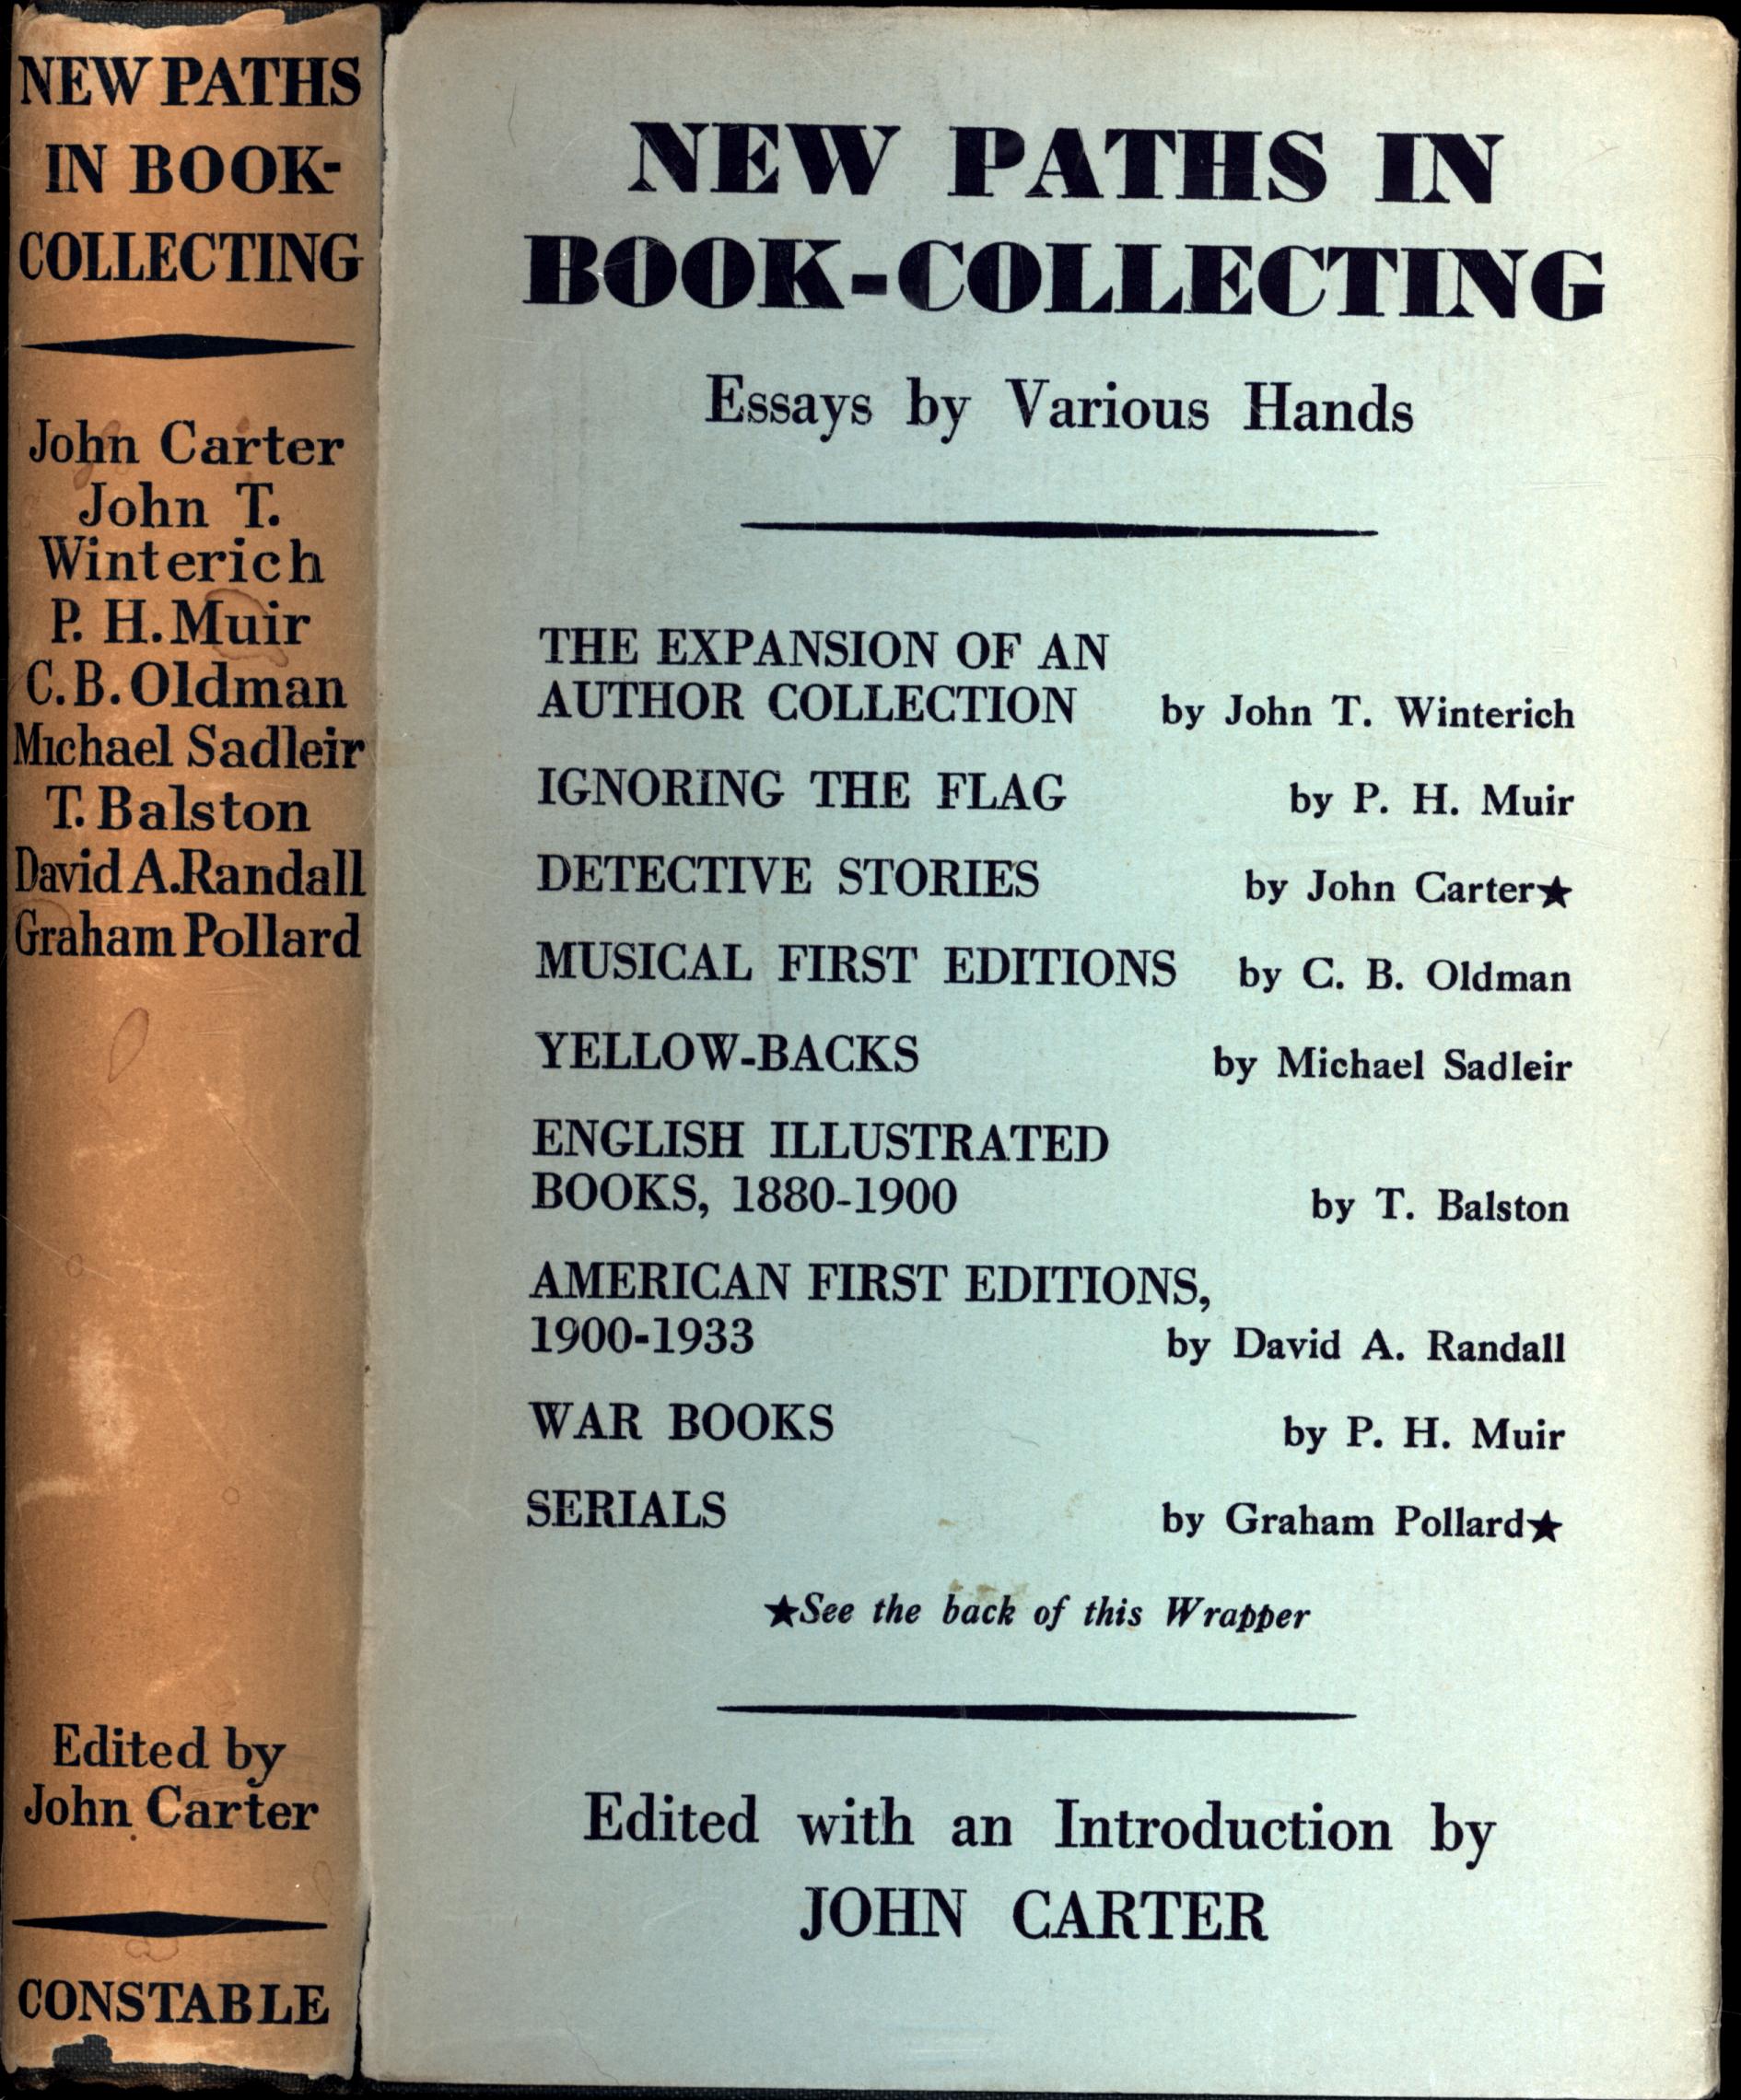 NEW PATHS
IN BOOK-
COLLECTING
John Carter
John T.
Winterich
P. H. Muir
C. B. Oldman
Michael Sadleir
T. Balston
David A. Randall
Graham Pollard
Edited by
John Carter
CONSTABLE
NEW PATHS IN
BOOK-COLLECTING
Essays by Various Hands
THE EXPANSION OF AN
AUTHOR COLLECTION by John T. Winterich
IGNORING THE FLAG by P. H. Muir
DETECTIVE STORIES by John Carter★
MUSICAL FIRST EDITIONS by C. B. Oldman
YELLOW-BACKS by Michael Sadleir
ENGLISH ILLUSTRATED
BOOKS, 1880-1900 by T. Balston
AMERICAN FIRST EDITIONS,
1900-1933 by David A. Randall
WAR BOOKS by P. H. Muir
SERIALS by Graham Pollard★
★See the back of this Wrapper
Edited with an Introduction by
JOHN CARTER